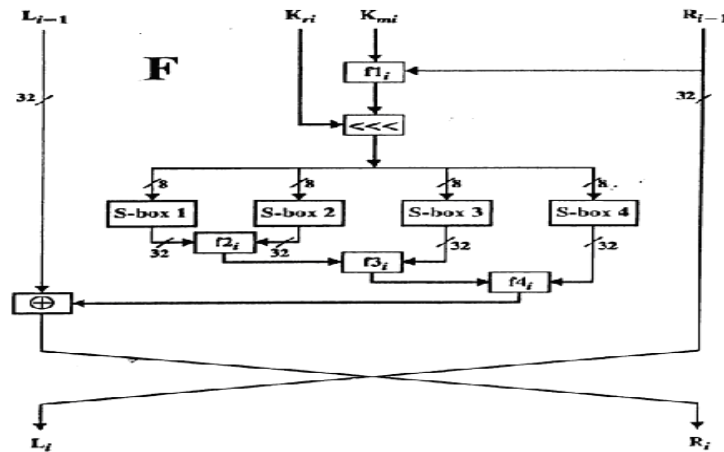 Lᵢ₋₁ Kᵣᵢ Kₘᵢ Rᵢ₋₁
F
f1ᵢ
32 32
<<<
8 8 8 8
S-box 1 S-box 2 S-box 3 S-box 4
f2ᵢ
32 32 32 32
f3ᵢ
f4ᵢ
⊕
Lᵢ Rᵢ